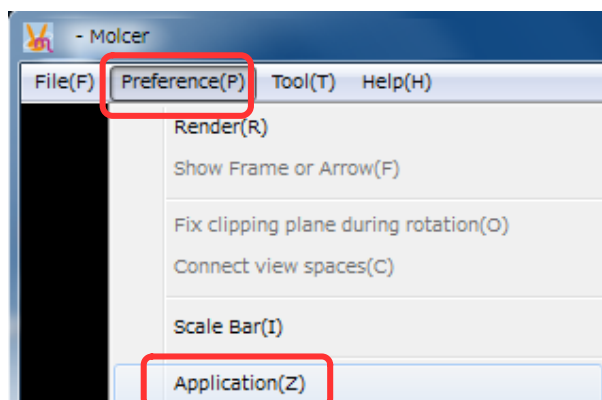 - Molcer
File(F) Preference(P) Tool(T) Help(H)
Render(R)
Show Frame or Arrow(F)
Fix clipping plane during rotation(O)
Connect view spaces(C)
Scale Bar(I)
Application(Z)